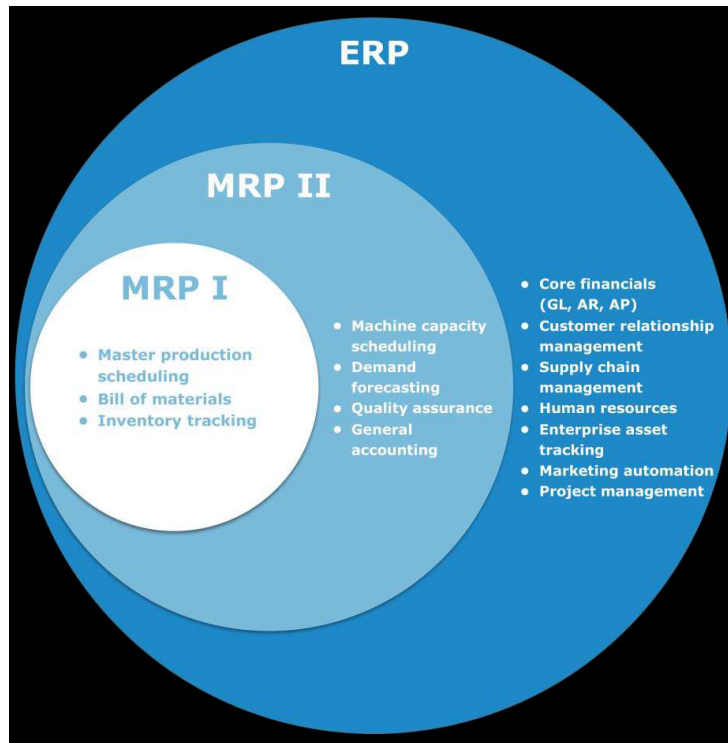 ERP
MRP II
MRP I
• Master production
scheduling
• Bill of materials
• Inventory tracking
• Machine capacity
scheduling
• Demand
forecasting
• Quality assurance
• General
accounting
• Core financials
(GL, AR, AP)
• Customer relationship
management
• Supply chain
management
• Human resources
• Enterprise asset
tracking
• Marketing automation
• Project management